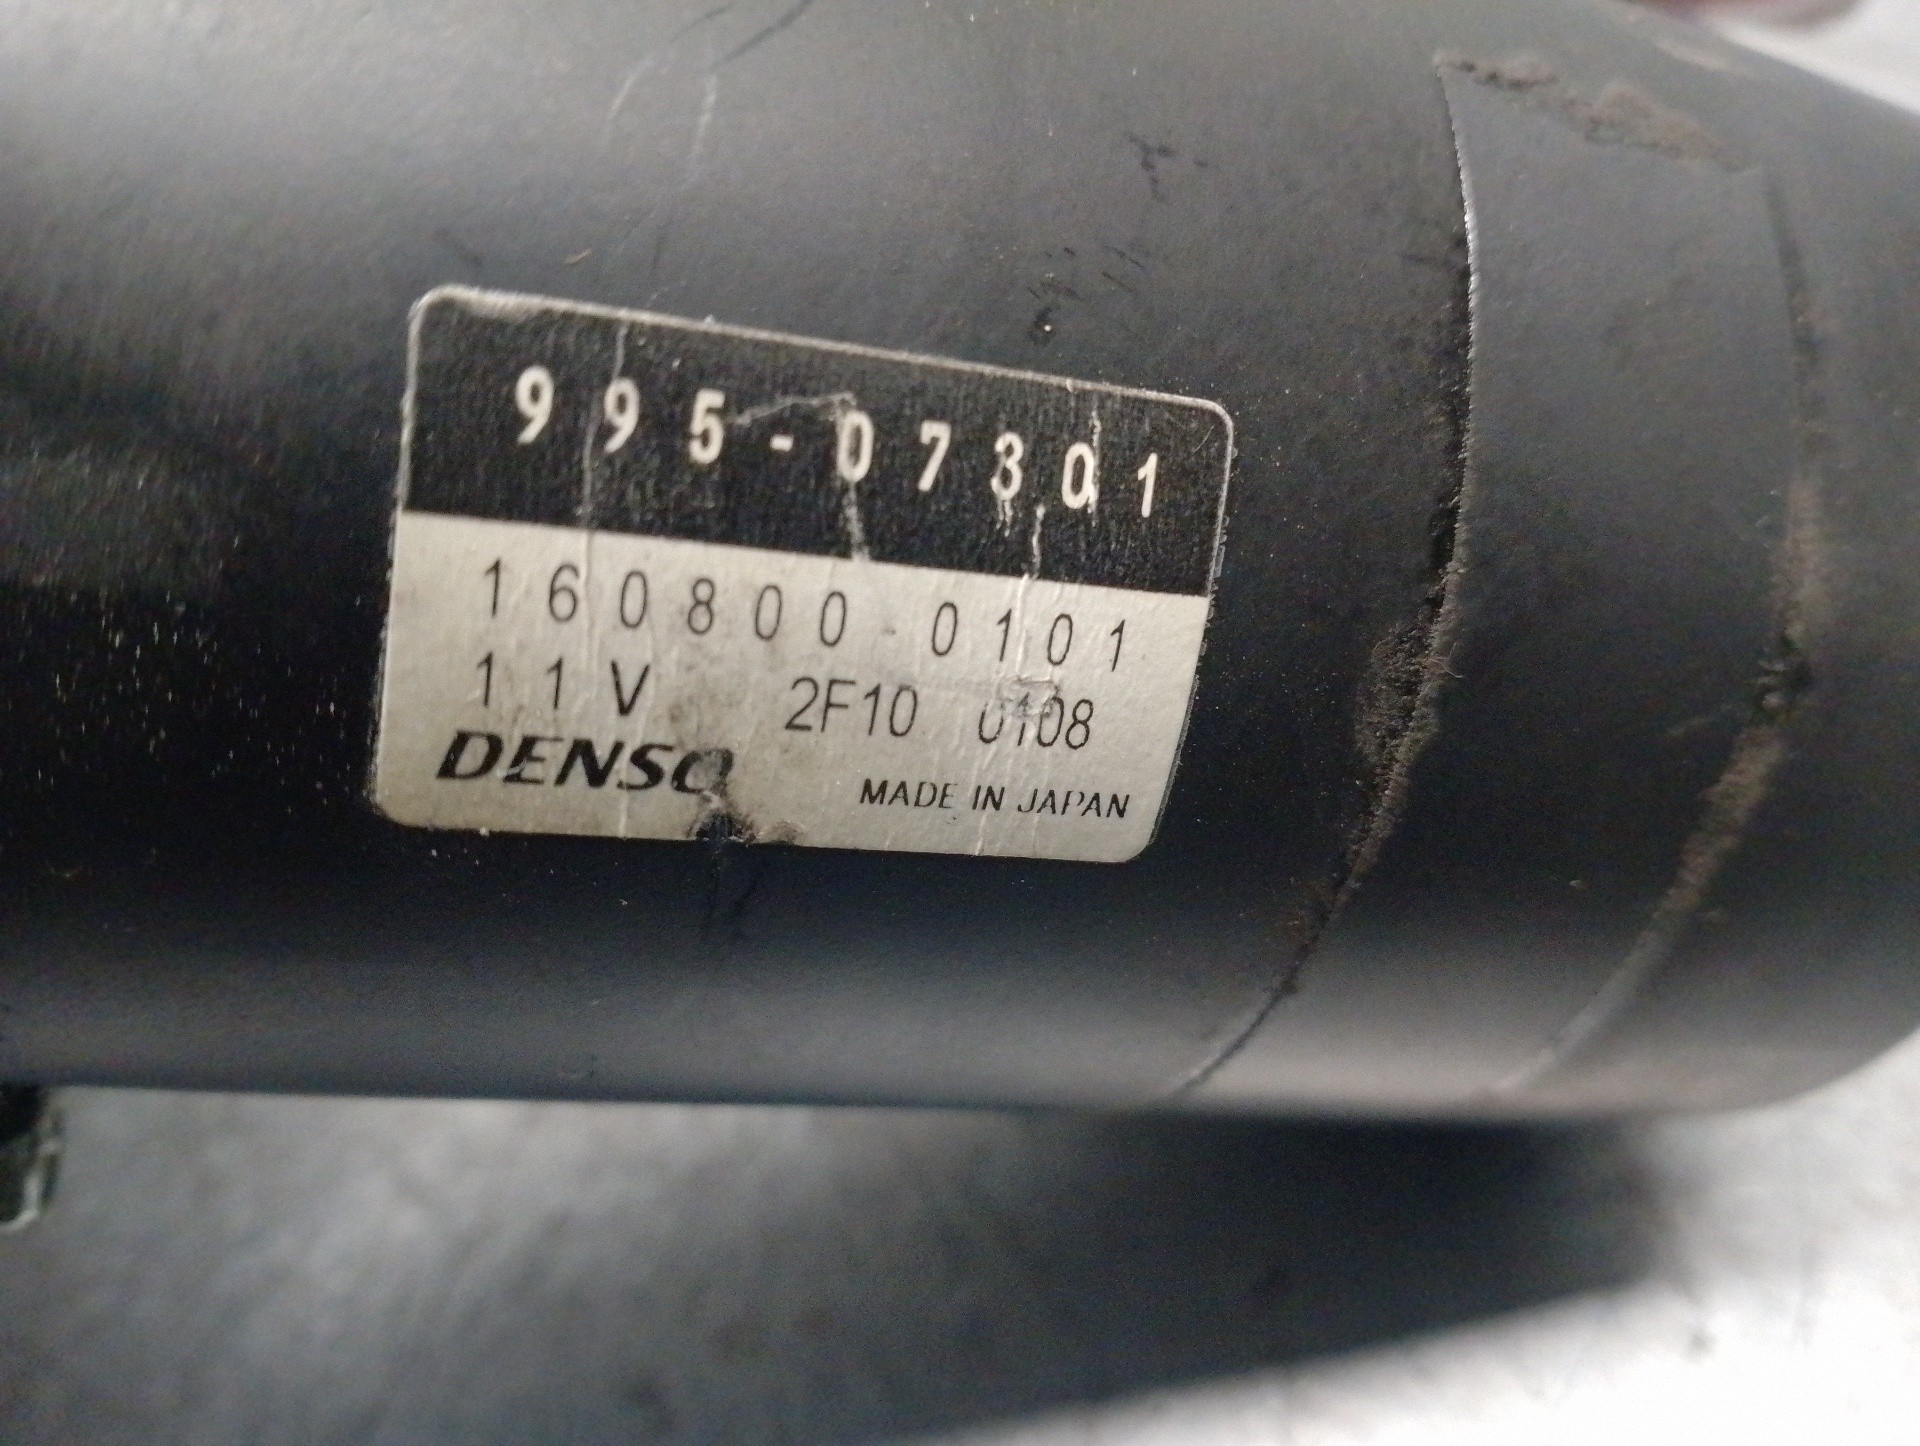 995-07301
160800-0101
11V 2F10 0108
DENSO
MADE IN JAPAN